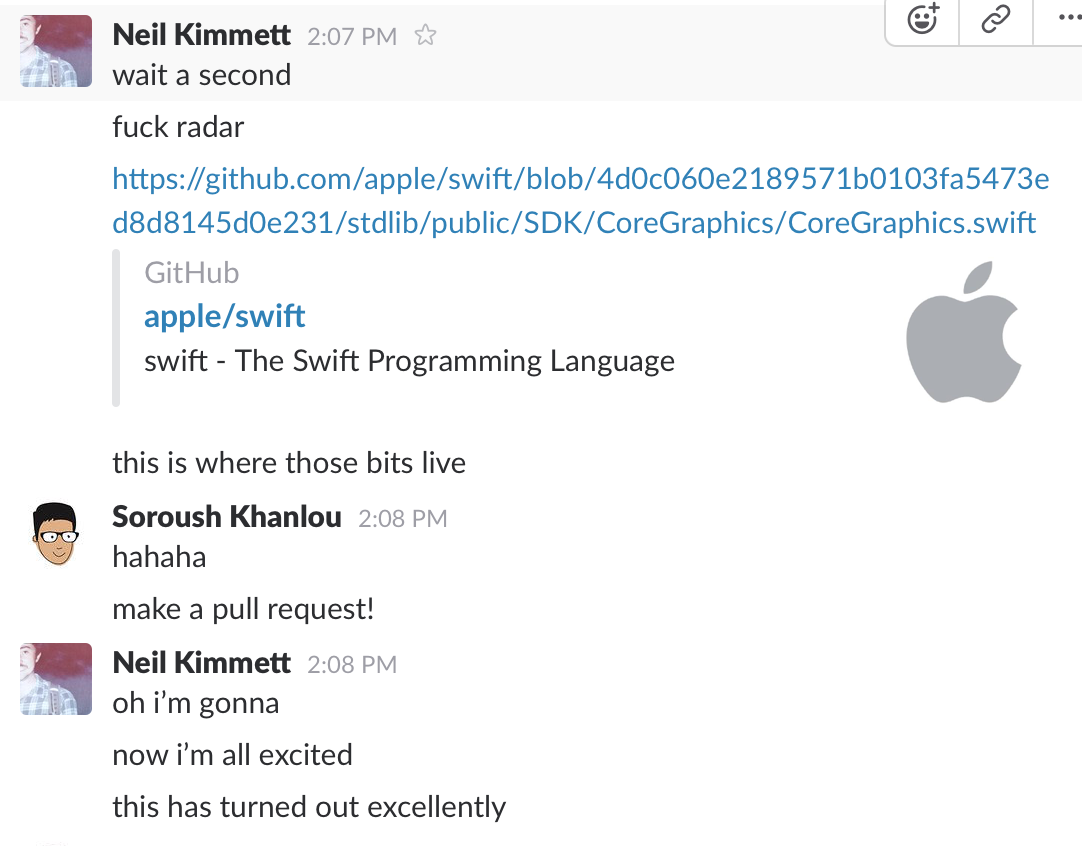 Neil Kimmett 2:07 PM
wait a second
fuck radar
https://github.com/apple/swift/blob/4d0c060e2189571b0103fa5473e
d8d8145d0e231/stdlib/public/SDK/CoreGraphics/CoreGraphics.swift
GitHub
apple/swift
swift - The Swift Programming Language
this is where those bits live
Soroush Khanlou 2:08 PM
hahaha
make a pull request!
Neil Kimmett 2:08 PM
oh i’m gonna
now i’m all excited
this has turned out excellently